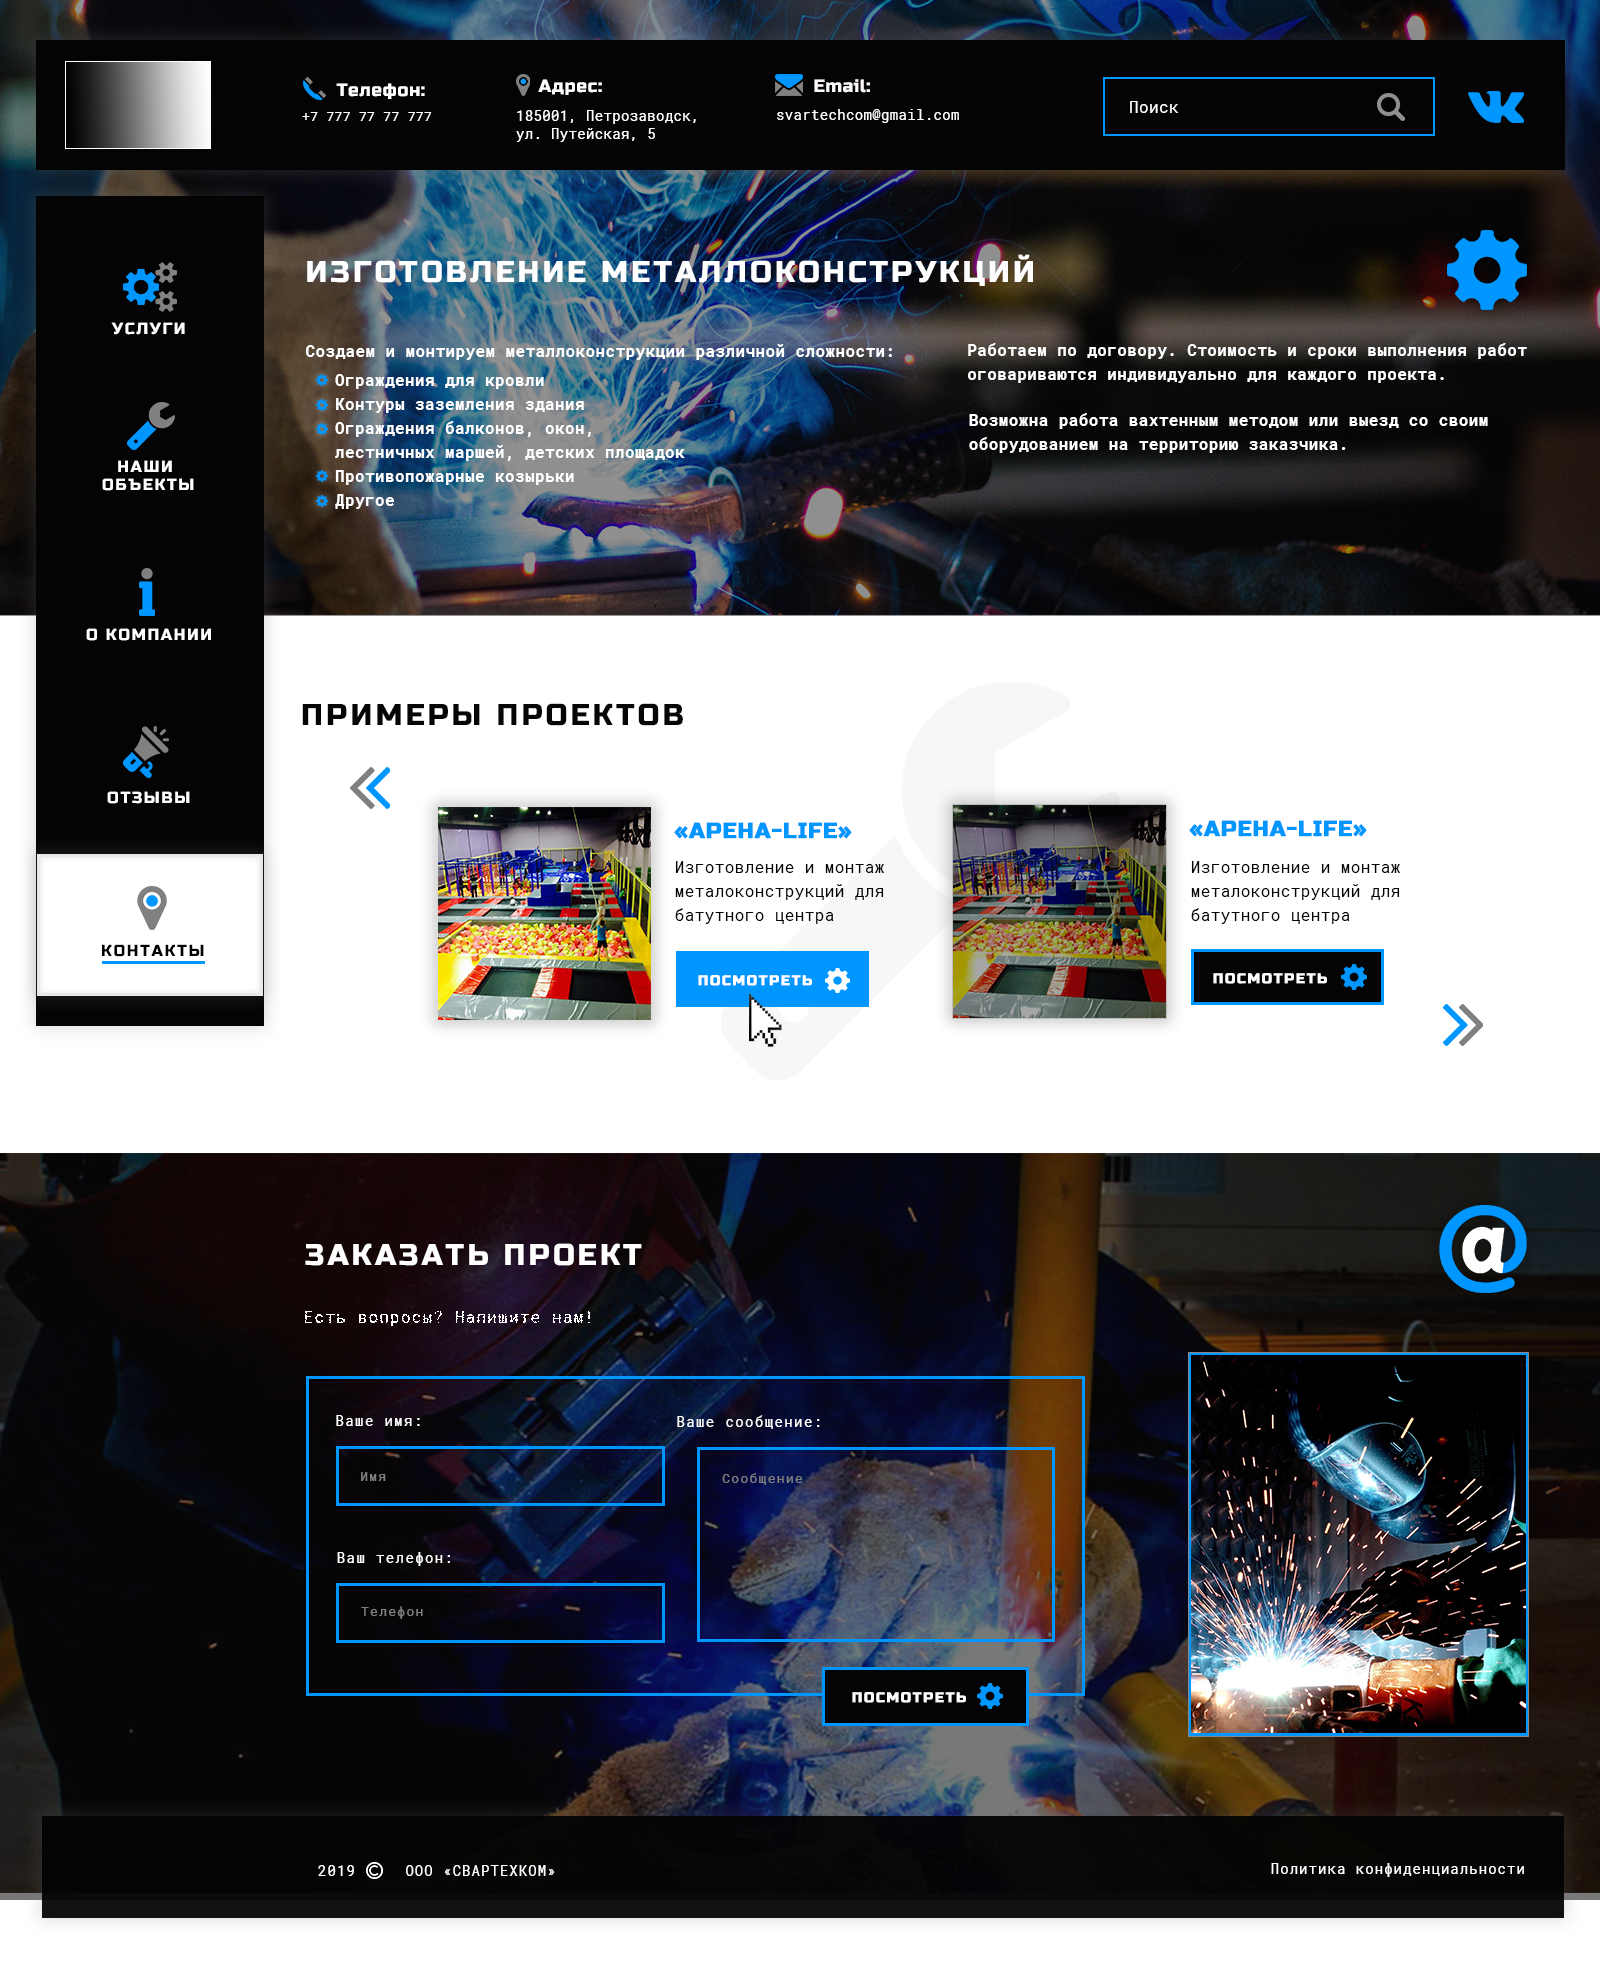 Телефон:
+7 777 77 77 777
Адрес:
185001, Петрозаводск,
ул. Путейская, 5
Email:
svartechcom@gmail.com
Поиск
УСЛУГИ
НАШИ
ОБЪЕКТЫ
О КОМПАНИИ
ОТЗЫВЫ
КОНТАКТЫ
ИЗГОТОВЛЕНИЕ МЕТАЛЛОКОНСТРУКЦИЙ
Создаем и монтируем металлоконструкции различной сложности:
Ограждения для кровли
Контуры заземления здания
Ограждения балконов, окон,
лестничных маршей, детских площадок
Противопожарные козырьки
Другое
Работаем по договору. Стоимость и сроки выполнения работ
оговариваются индивидуально для каждого проекта.
Возможна работа вахтенным методом или выезд со своим
оборудованием на территорию заказчика.
ПРИМЕРЫ ПРОЕКТОВ
«АРЕНА-LIFE»
Изготовление и монтаж
металоконструкций для
батутного центра
ПОСМОТРЕТЬ
«АРЕНА-LIFE»
Изготовление и монтаж
металоконструкций для
батутного центра
ПОСМОТРЕТЬ
ЗАКАЗАТЬ ПРОЕКТ
Есть вопросы? Напишите нам!
Ваше имя:
Имя
Ваш телефон:
Телефон
Ваше сообщение:
Сообщение
ПОСМОТРЕТЬ
2019 © ООО «СВАРТЕХКОМ»
Политика конфиденциальности